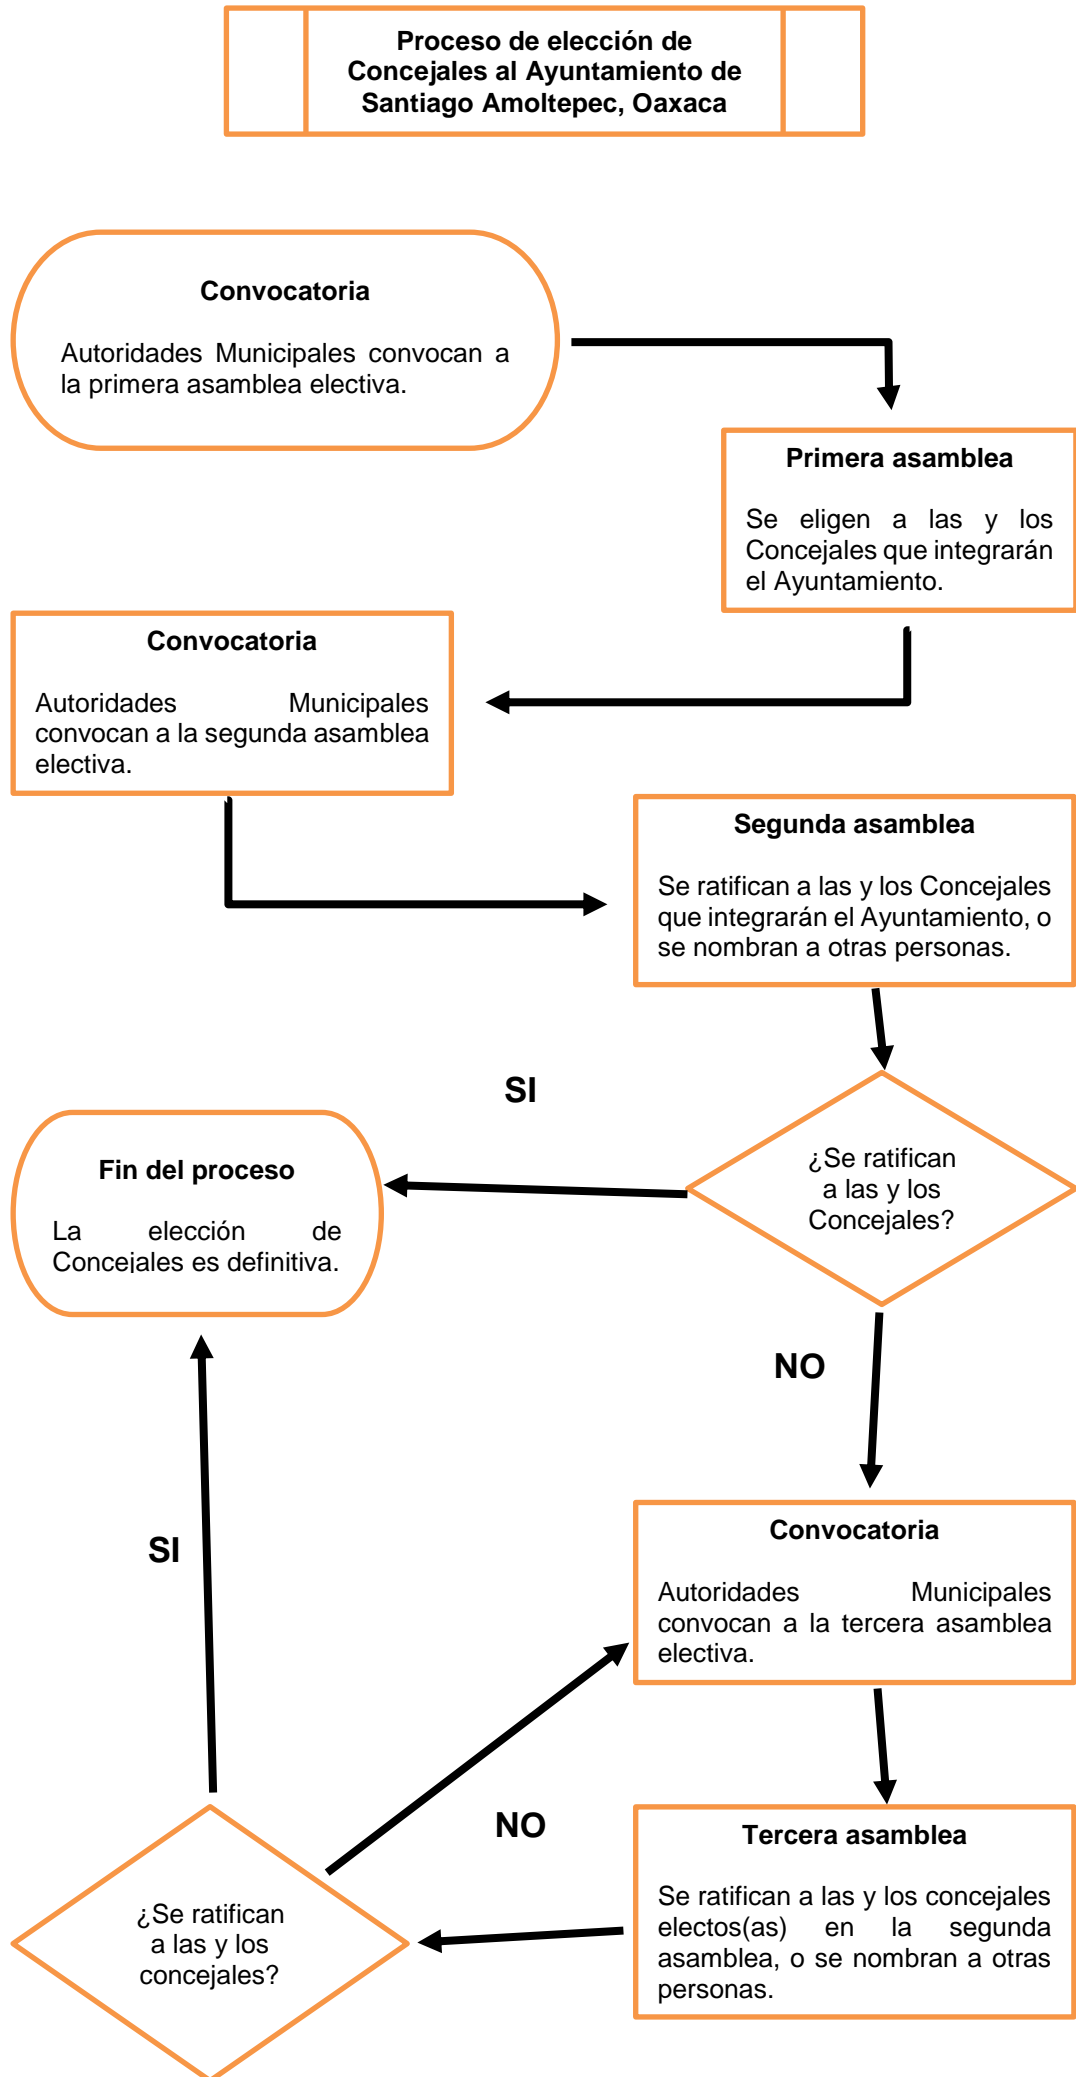 Proceso de elección de
Concejales al Ayuntamiento de
Santiago Amoltepec, Oaxaca
Convocatoria
Autoridades Municipales convocan a
la primera asamblea electiva.
Primera asamblea
Se eligen a las y los
Concejales que integrarán
el Ayuntamiento.
Convocatoria
Autoridades Municipales
convocan a la segunda asamblea
electiva.
Segunda asamblea
Se ratifican a las y los Concejales
que integrarán el Ayuntamiento, o
se nombran a otras personas.
¿Se ratifican
a las y los
Concejales?
SI
Fin del proceso
La elección de
Concejales es definitiva.
NO
Convocatoria
Autoridades Municipales
convocan a la tercera asamblea
electiva.
Tercera asamblea
Se ratifican a las y los concejales
electos(as) en la segunda
asamblea, o se nombran a otras
personas.
¿Se ratifican
a las y los
concejales?
NO
SI